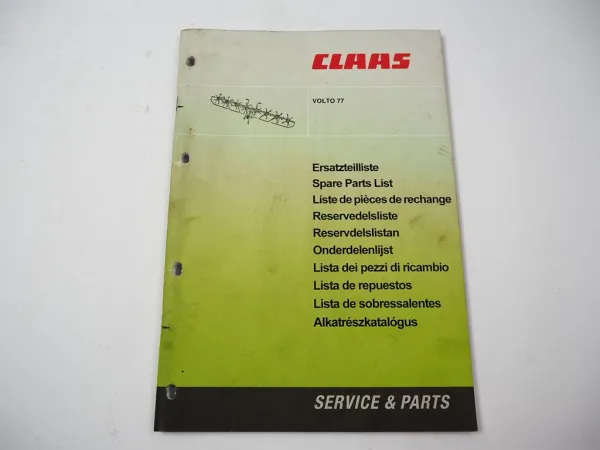 CLAAS
VOLTO 77
Ersatzteilliste
Spare Parts List
Liste de pièces de rechange
Reservedelsliste
Reservdelslistan
Onderdelenlijst
Lista dei pezzi di ricambio
Lista de repuestos
Lista de sobressalentes
Alkatrészkatalógus
SERVICE & PARTS